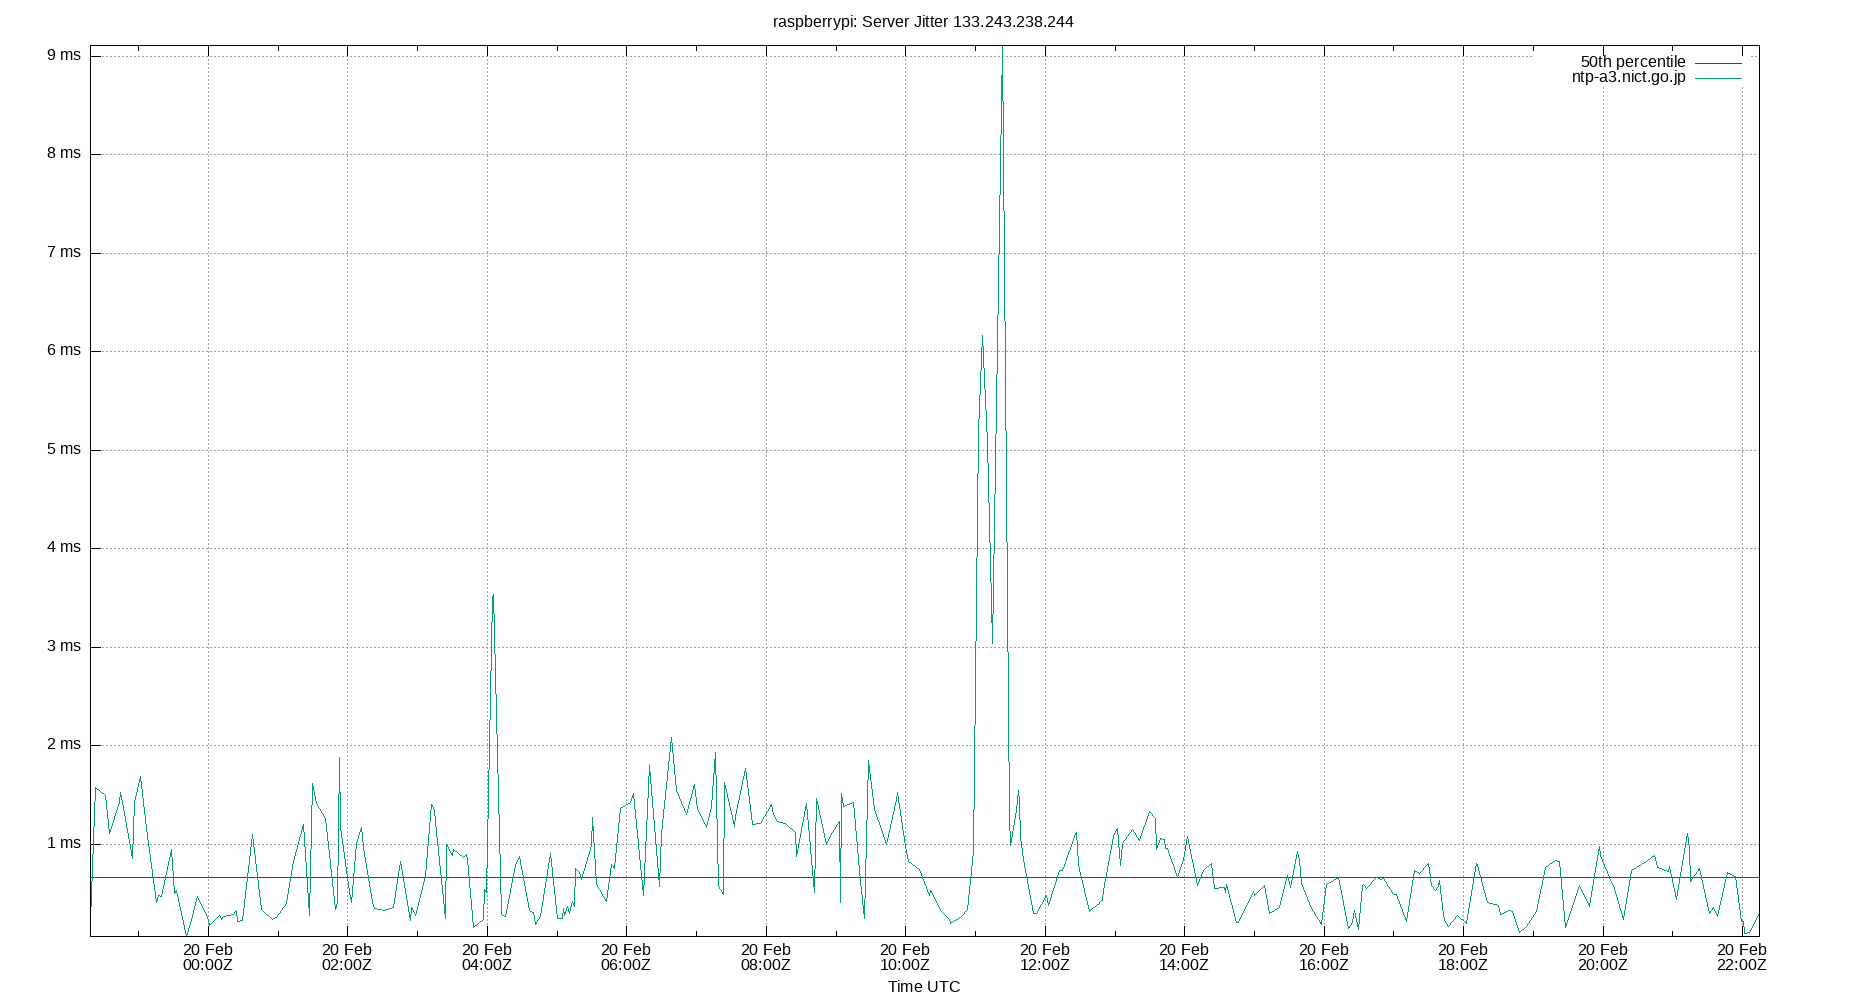 raspberrypi: Server Jitter 133.243.238.244
9 ms
8 ms
7 ms
6 ms
5 ms
4 ms
3 ms
2 ms
1 ms
50th percentile
ntp-a3.nict.go.jp
20 Feb
00:00Z
20 Feb
02:00Z
20 Feb
04:00Z
20 Feb
06:00Z
20 Feb
08:00Z
20 Feb
10:00Z
20 Feb
12:00Z
20 Feb
14:00Z
20 Feb
16:00Z
20 Feb
18:00Z
20 Feb
20:00Z
20 Feb
22:00Z
Time UTC